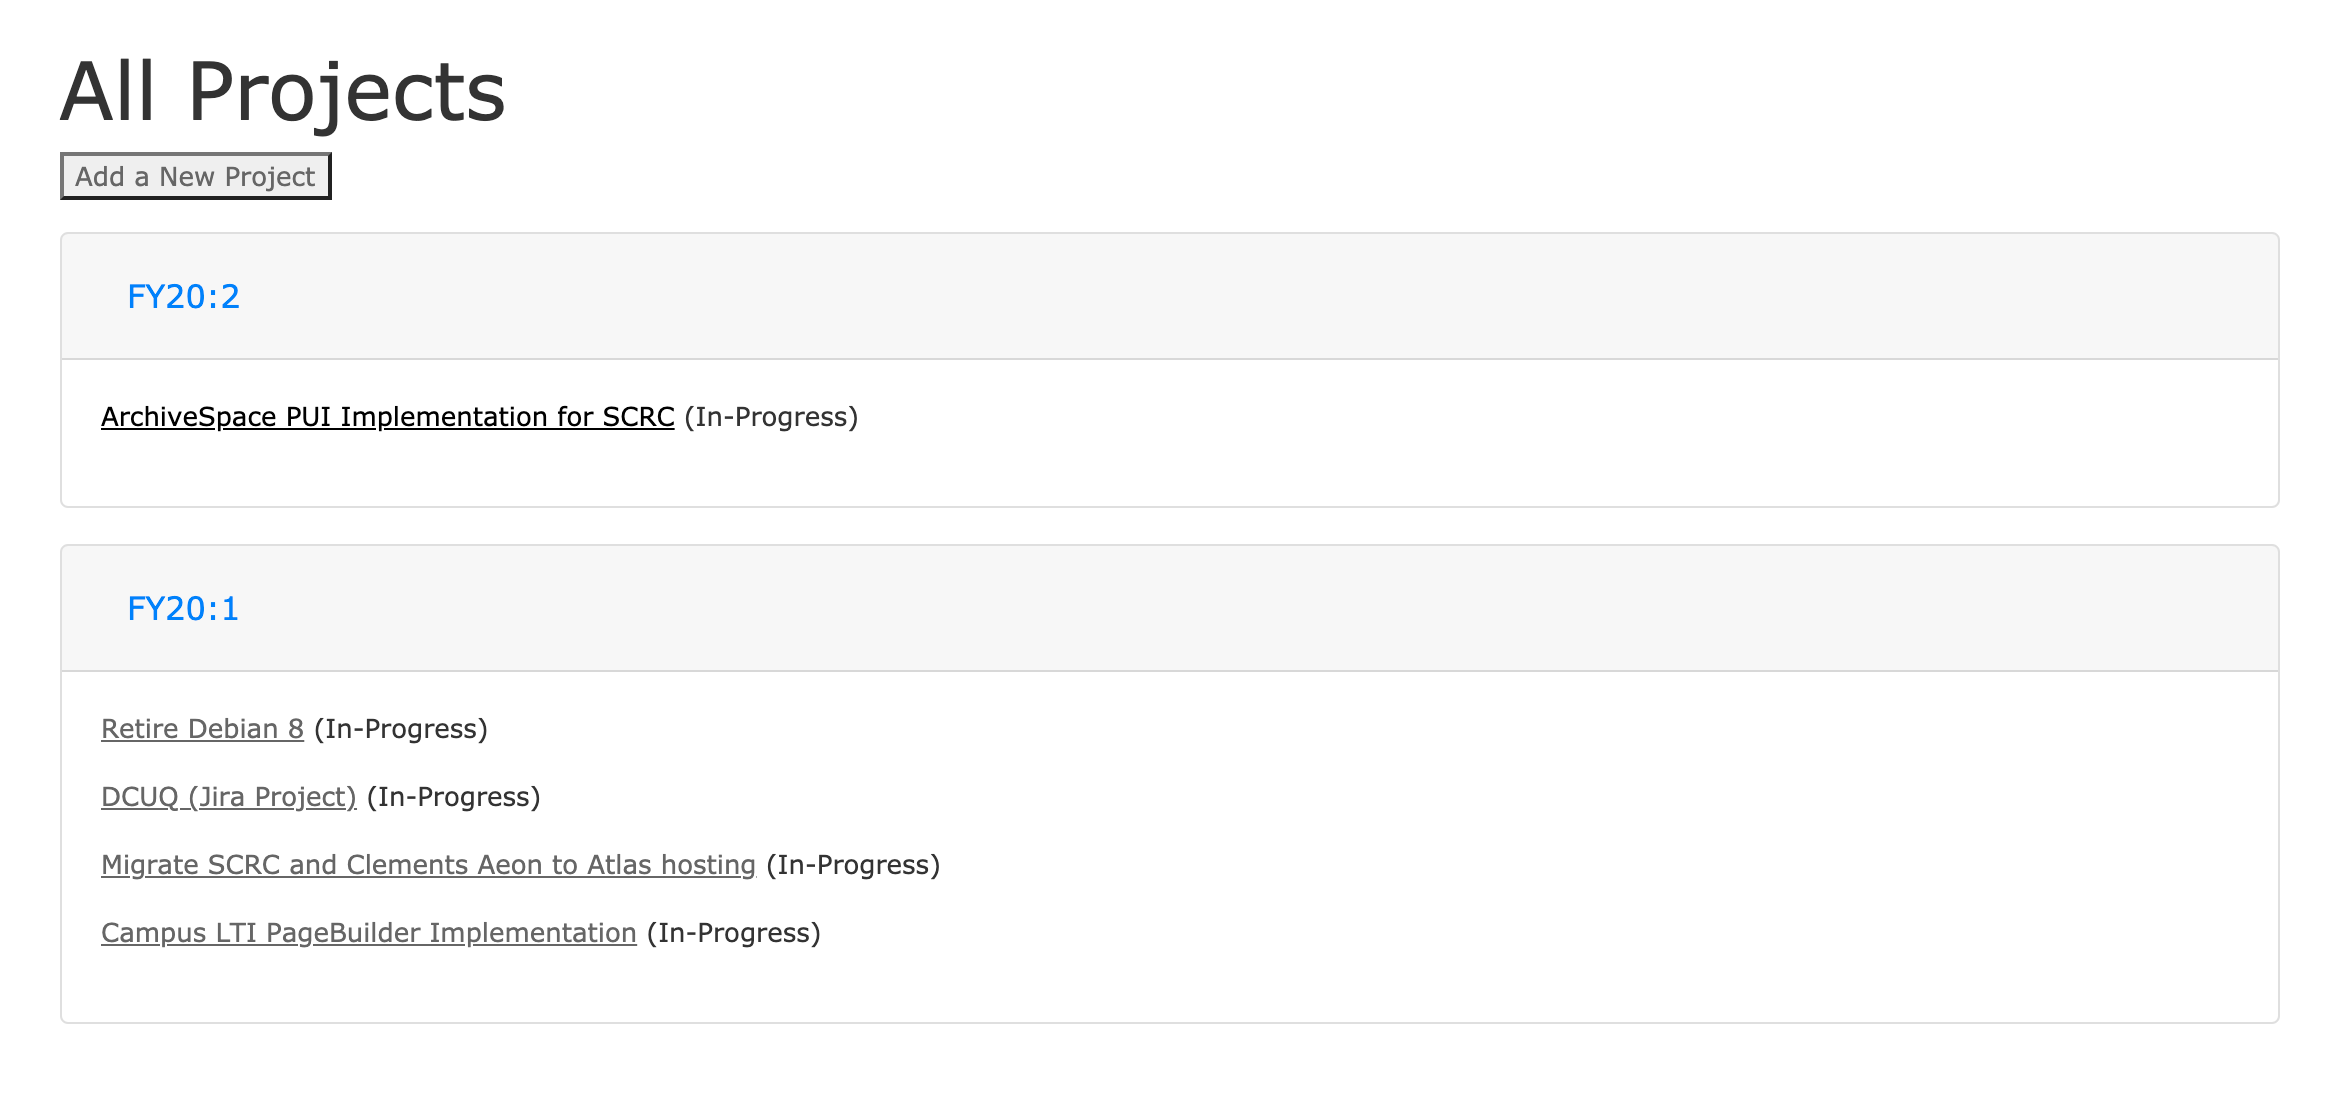 All Projects
Add a New Project
FY20:2
ArchiveSpace PUI Implementation for SCRC (In-Progress)
FY20:1
Retire Debian 8 (In-Progress)
DCUQ (Jira Project) (In-Progress)
Migrate SCRC and Clements Aeon to Atlas hosting (In-Progress)
Campus LTI PageBuilder Implementation (In-Progress)